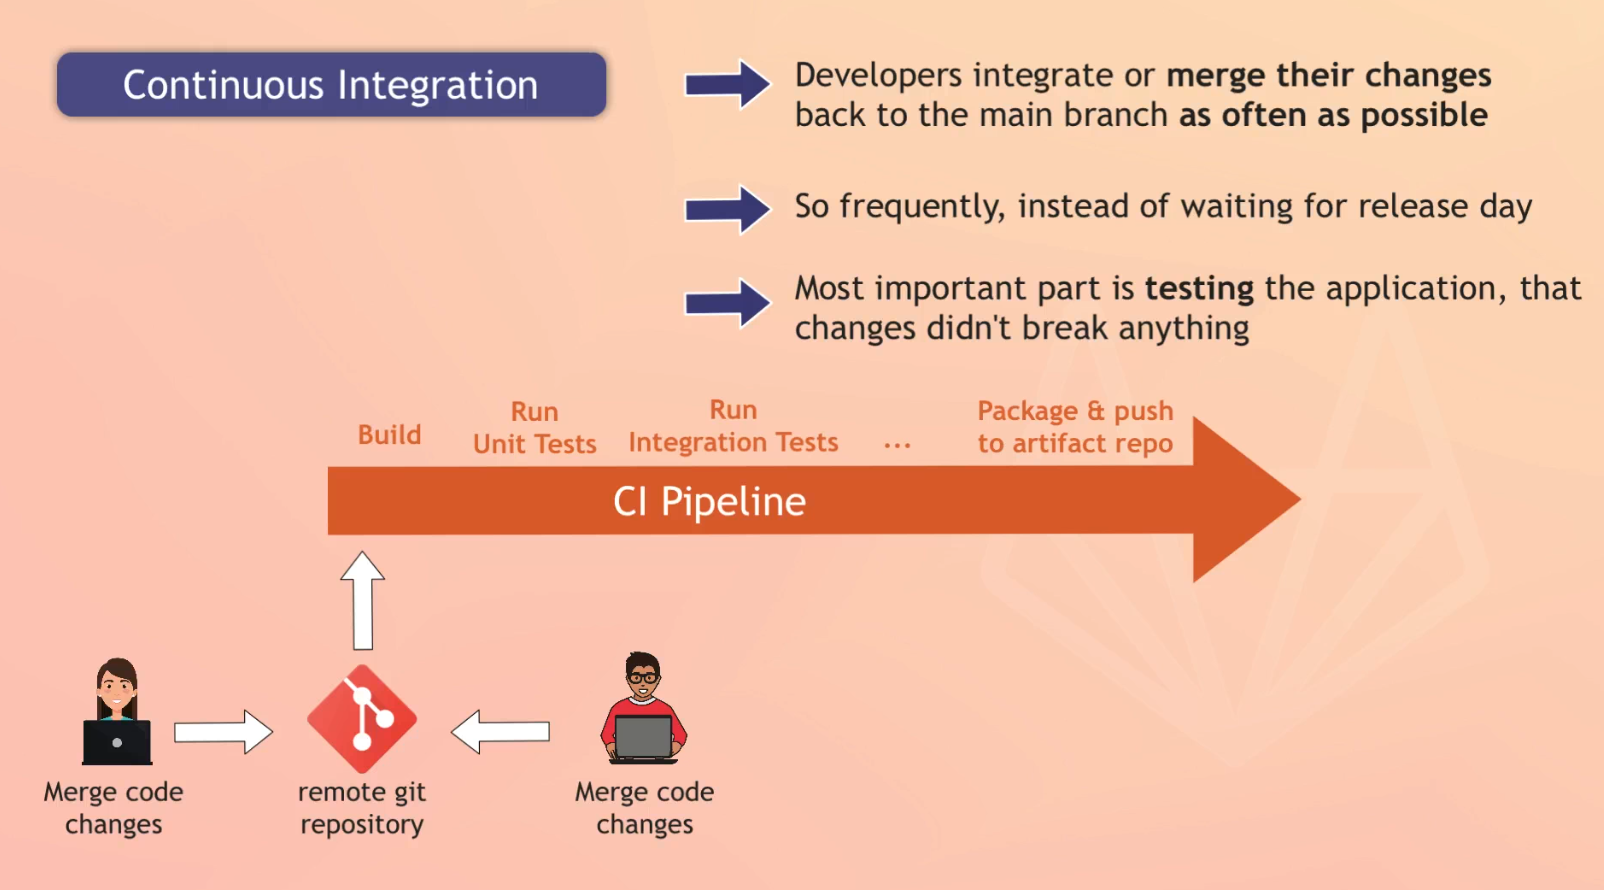 Continuous Integration
Developers integrate or merge their changes
back to the main branch as often as possible
So frequently, instead of waiting for release day
Most important part is testing the application, that
changes didn't break anything
Build
Run
Unit Tests
Run
Integration Tests
...
Package & push
to artifact repo
CI Pipeline
Merge code
changes
remote git
repository
Merge code
changes